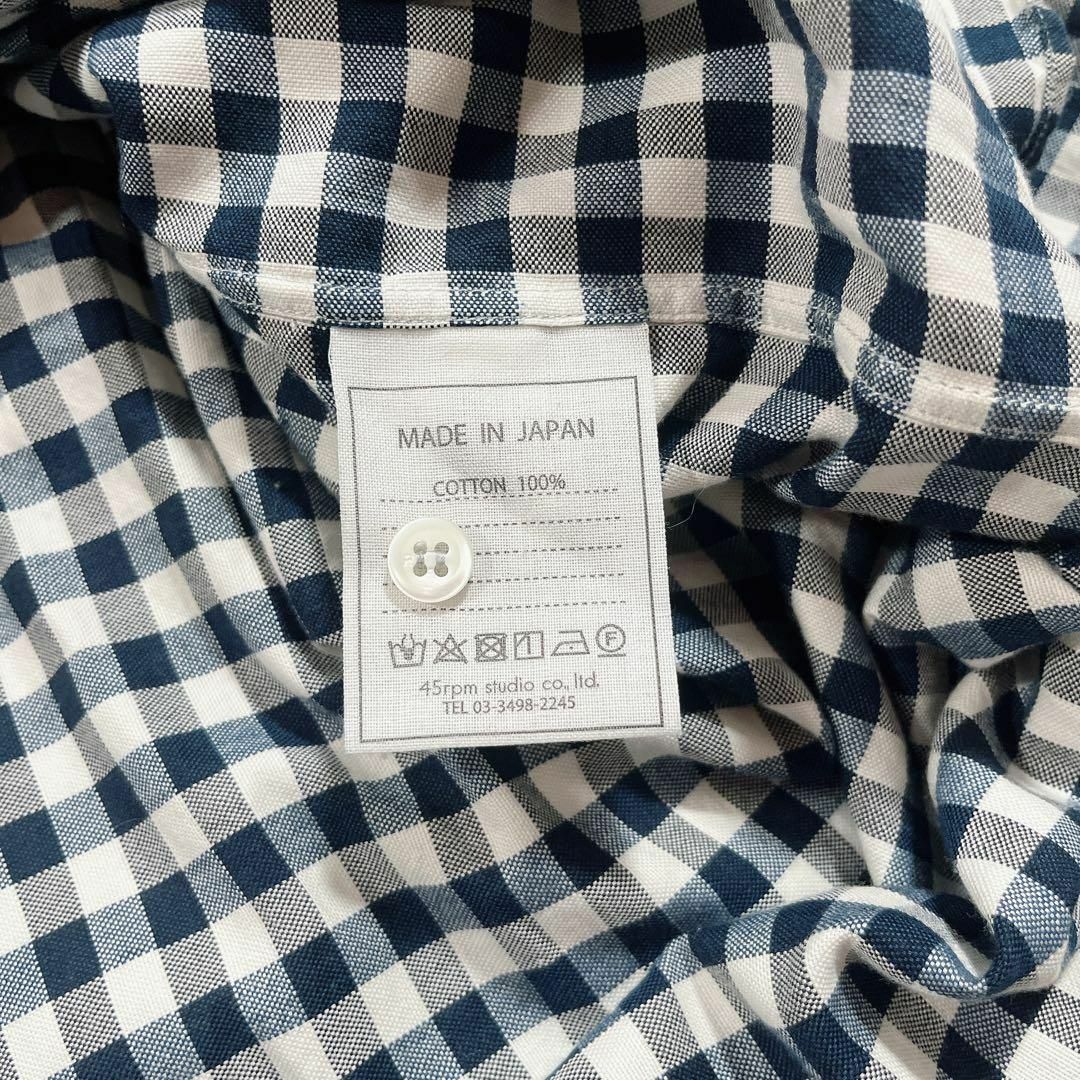 MADE IN JAPAN
COTTON 100%
45rpm studio co., ltd.
TEL 03-3498-2245